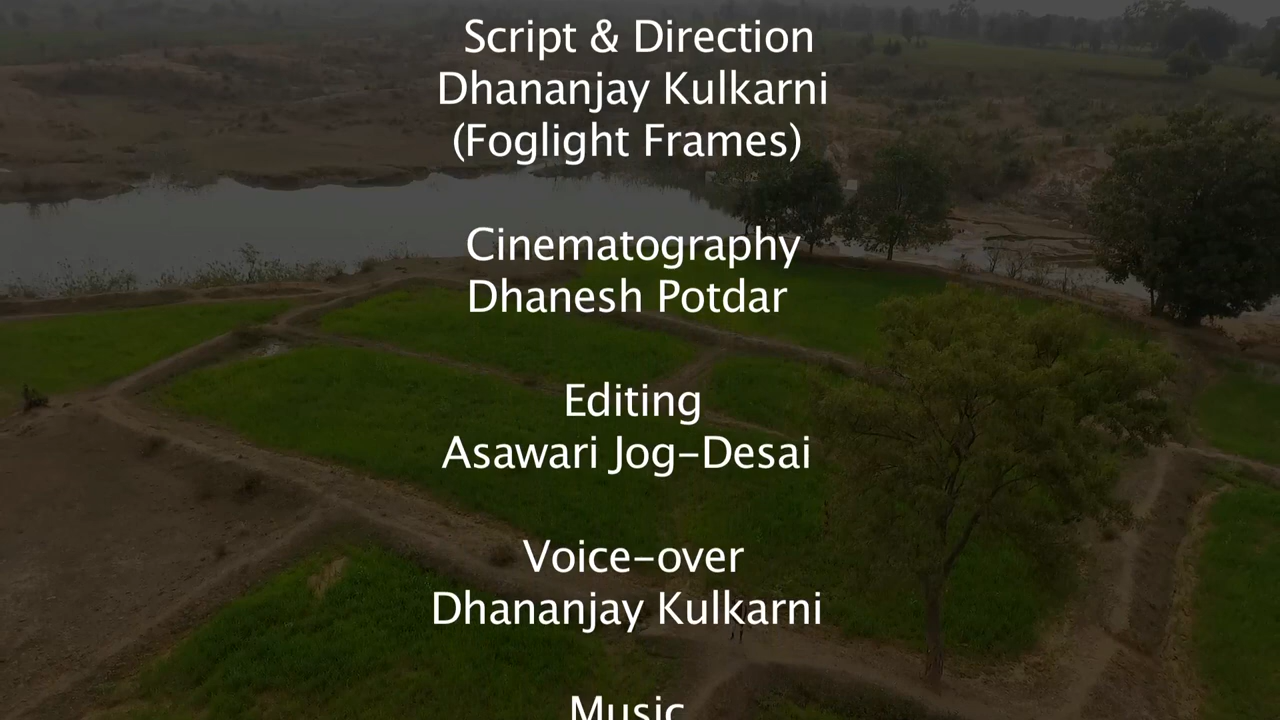 Script & Direction
Dhananjay Kulkarni
(Foglight Frames)
Cinematography
Dhanesh Potdar
Editing
Asawari Jog-Desai
Voice-over
Dhananjay Kulkarni
Music